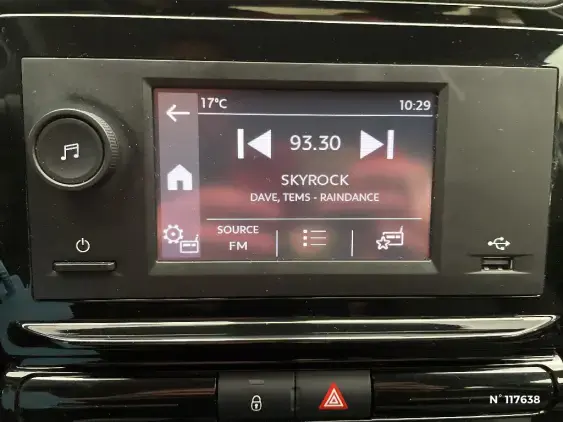 17°C 10:29
93.30
SKYROCK
DAVE, TEMS - RAINDANCE
SOURCE
FM
N° 117638